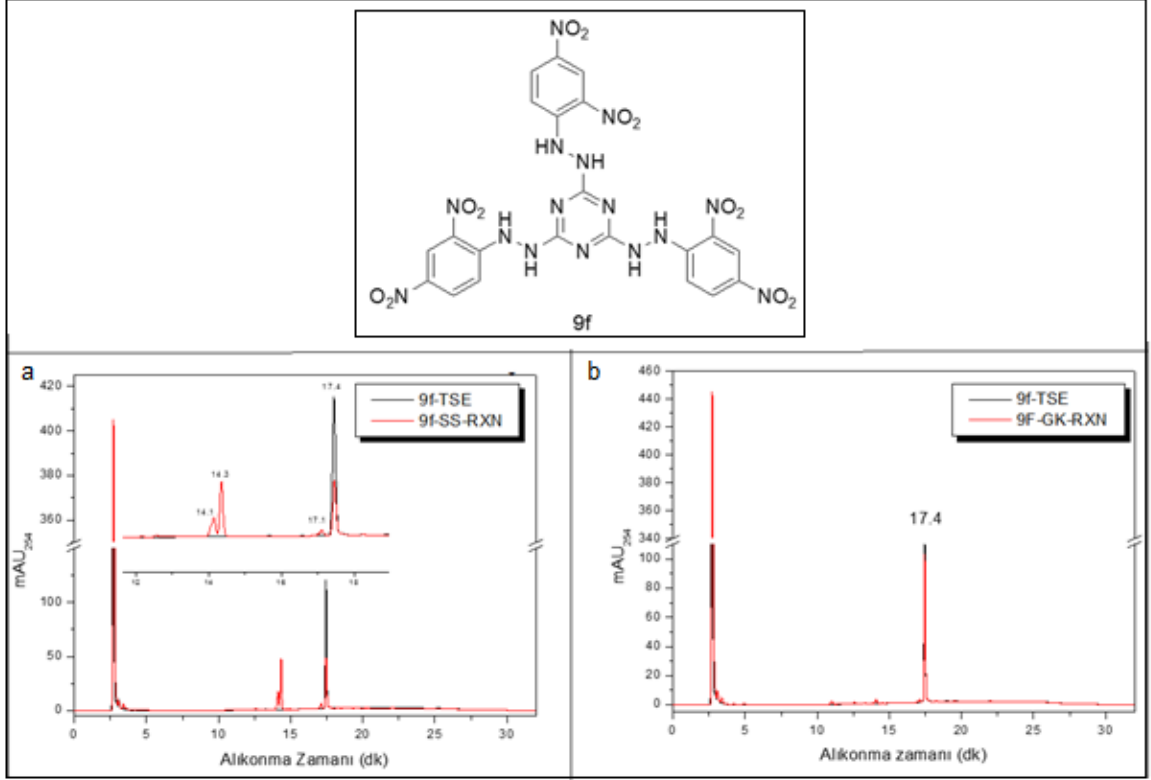 NO₂
NO₂
HN
NH
NO₂
H
N
N
H
N
N
N
N
H
H
N
NO₂
O₂N
NO₂
9f
a
420
400
380
360
100
50
0
mAU₂₅₄
9f-TSE
9f-SS-RXN
17.4
14.3
14.1
17.1
12
14
16
0
5
10
15
20
25
30
Alıkonma Zamanı (dk)
b
460
440
420
400
380
360
340
100
80
60
40
20
0
mAU₂₅₄
9f-TSE
9F-GK-RXN
17.4
0
5
10
15
20
25
30
Alıkonma zamanı (dk)